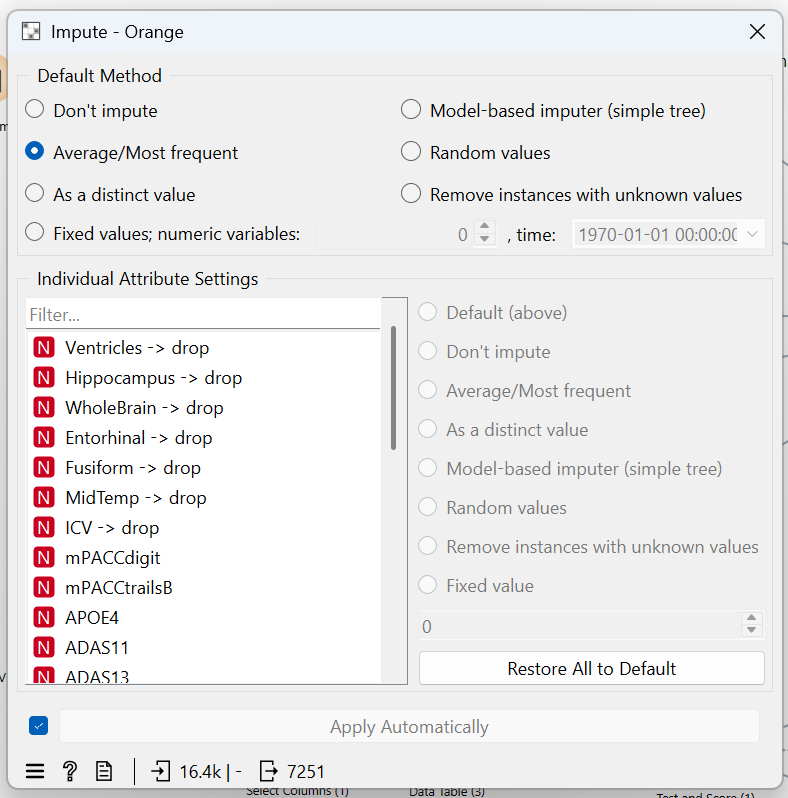 Impute - Orange
Default Method
Don't impute
Model-based imputer (simple tree)
Average/Most frequent
Random values
As a distinct value
Remove instances with unknown values
Fixed values; numeric variables: 0 , time: 1970-01-01 00:00:00
Individual Attribute Settings
Filter...
N Ventricles -> drop
N Hippocampus -> drop
N WholeBrain -> drop
N Entorhinal -> drop
N Fusiform -> drop
N MidTemp -> drop
N ICV -> drop
N mPACCdigit
N mPACCtrailsB
N APOE4
N ADAS11
N ADAS13
Default (above)
Don't impute
Average/Most frequent
As a distinct value
Model-based imputer (simple tree)
Random values
Remove instances with unknown values
Fixed value
0
Restore All to Default
Apply Automatically
? 16.4k | - 7251
Select Columns (1) Data Table (3) Test and Score (1)